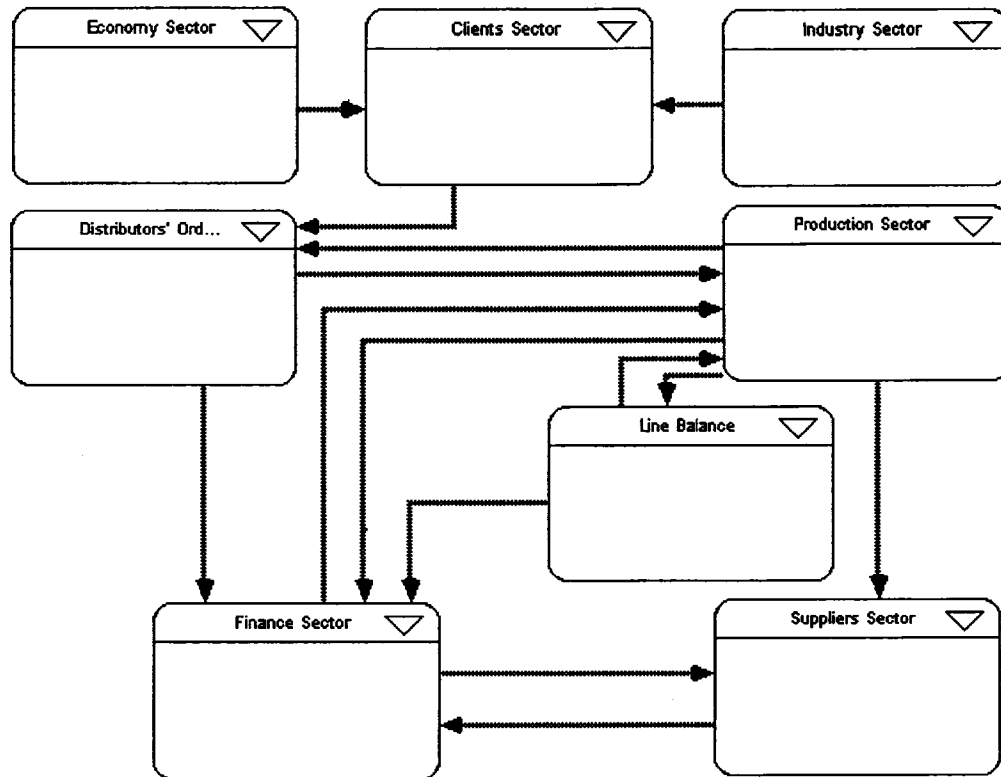 Economy Sector
Clients Sector
Industry Sector
Distributors' Ord...
Production Sector
Line Balance
Finance Sector
Suppliers Sector